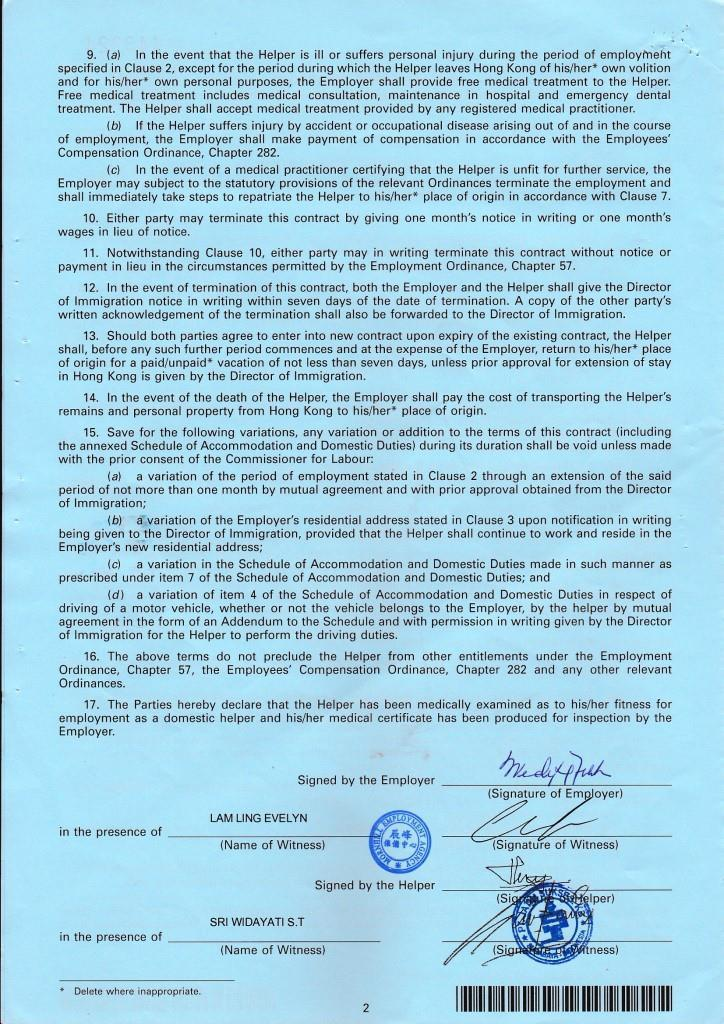 9. (a) In the event that the Helper is ill or suffers personal injury during the period of employment
specified in Clause 2, except for the period during which the Helper leaves Hong Kong of his/her* own volition
and for his/her* own personal purposes, the Employer shall provide free medical treatment to the Helper.
Free medical treatment includes medical consultation, maintenance in hospital and emergency dental
treatment. The Helper shall accept medical treatment provided by any registered medical practitioner.
(b) If the Helper suffers injury by accident or occupational disease arising out of and in the course
of employment, the Employer shall make payment of compensation in accordance with the Employees'
Compensation Ordinance, Chapter 282.
(c) In the event of a medical practitioner certifying that the Helper is unfit for further service, the
Employer may subject to the statutory provisions of the relevant Ordinances terminate the employment and
shall immediately take steps to repatriate the Helper to his/her* place of origin in accordance with Clause 7.
10. Either party may terminate this contract by giving one month's notice in writing or one month's
wages in lieu of notice.
11. Notwithstanding Clause 10, either party may in writing terminate this contract without notice or
payment in lieu in the circumstances permitted by the Employment Ordinance, Chapter 57.
12. In the event of termination of this contract, both the Employer and the Helper shall give the Director
of Immigration notice in writing within seven days of the date of termination. A copy of the other party's
written acknowledgement of the termination shall also be forwarded to the Director of Immigration.
13. Should both parties agree to enter into new contract upon expiry of the existing contract, the Helper
shall, before any such further period commences and at the expense of the Employer, return to his/her* place
of origin for a paid/unpaid* vacation of not less than seven days, unless prior approval for extension of stay
in Hong Kong is given by the Director of Immigration.
14. In the event of the death of the Helper, the Employer shall pay the cost of transporting the Helper's
remains and personal property from Hong Kong to his/her* place of origin.
15. Save for the following variations, any variation or addition to the terms of this contract (including
the annexed Schedule of Accommodation and Domestic Duties) during its duration shall be void unless made
with the prior consent of the Commissioner for Labour:
(a) a variation of the period of employment stated in Clause 2 through an extension of the said
period of not more than one month by mutual agreement and with prior approval obtained from the Director
of Immigration;
(b) a variation of the Employer's residential address stated in Clause 3 upon notification in writing
being given to the Director of Immigration, provided that the Helper shall continue to work and reside in the
Employer's new residential address;
(c) a variation in the Schedule of Accommodation and Domestic Duties made in such manner as
prescribed under item 7 of the Schedule of Accommodation and Domestic Duties; and
(d) a variation of item 4 of the Schedule of Accommodation and Domestic Duties in respect of
driving of a motor vehicle, whether or not the vehicle belongs to the Employer, by the helper by mutual
agreement in the form of an Addendum to the Schedule and with permission in writing given by the Director
of Immigration for the Helper to perform the driving duties.
16. The above terms do not preclude the Helper from other entitlements under the Employment
Ordinance, Chapter 57, the Employees' Compensation Ordinance, Chapter 282 and any other relevant
Ordinances.
17. The Parties hereby declare that the Helper has been medically examined as to his/her fitness for
employment as a domestic helper and his/her medical certificate has been produced for inspection by the
Employer.
Signed by the Employer
(Signature of Employer)
LAM LING EVELYN
in the presence of
(Name of Witness)
EMPLOYMENT AGENCY
辰峰
僱傭中心
(Signature of Witness)
Signed by the Helper
(Signature of Helper)
SRI WIDAYATI S.T
in the presence of
(Name of Witness)
(Signature of Witness)
* Delete where inappropriate.
2